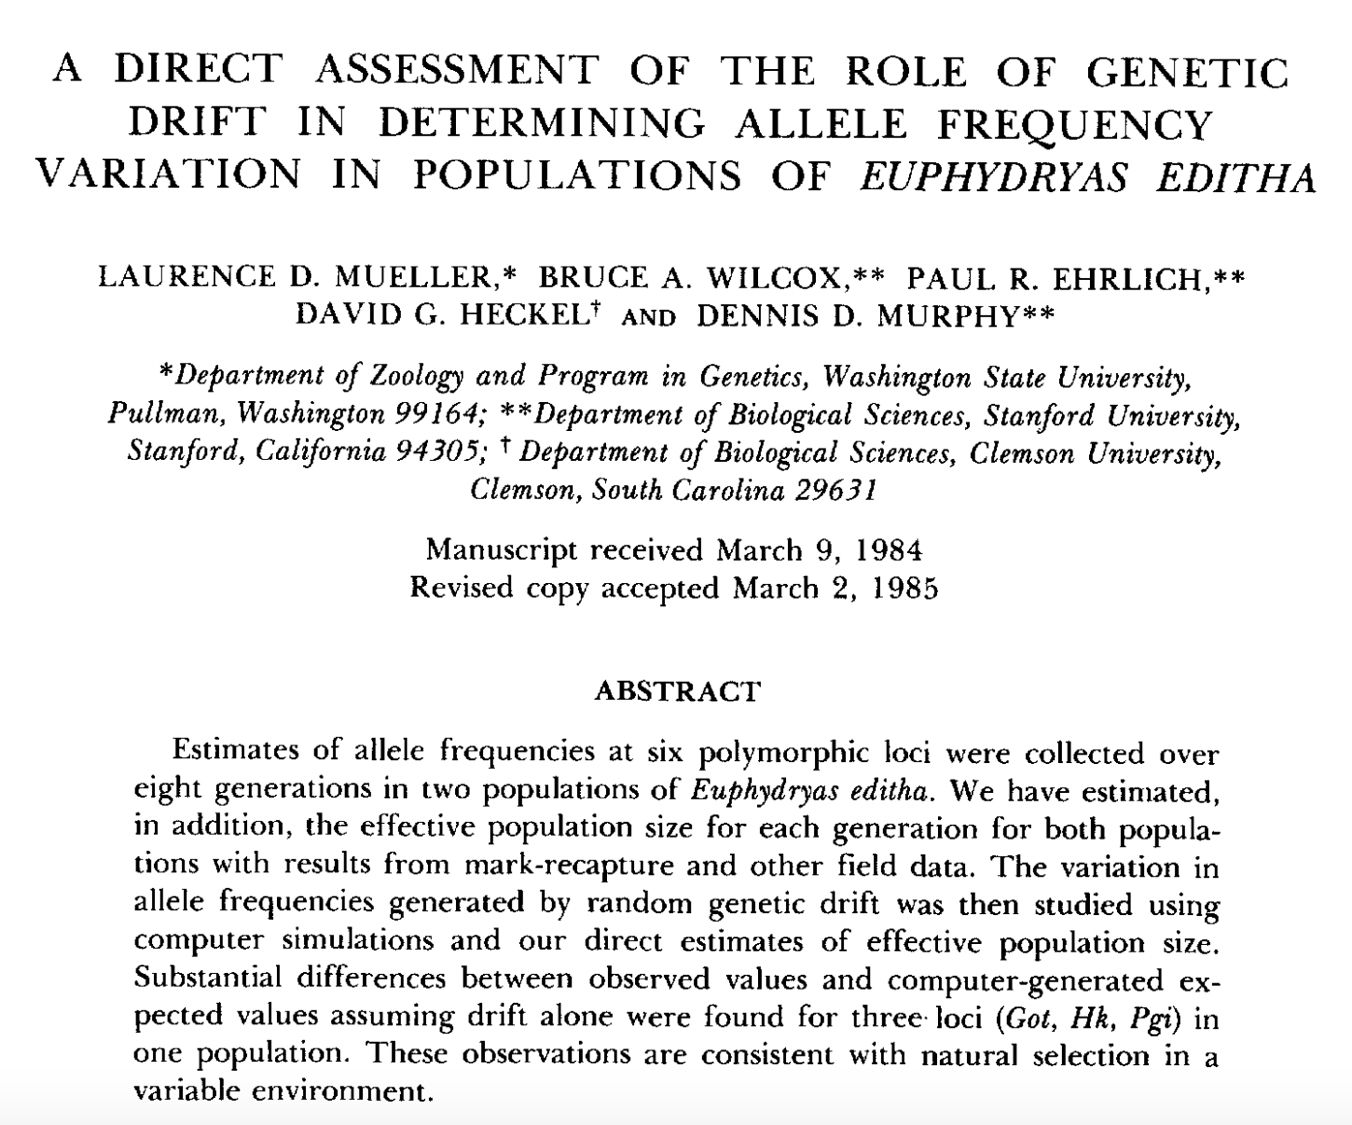 A DIRECT ASSESSMENT OF THE ROLE OF GENETIC
DRIFT IN DETERMINING ALLELE FREQUENCY
VARIATION IN POPULATIONS OF EUPHYDRYAS EDITHA
LAURENCE D. MUELLER,* BRUCE A. WILCOX,** PAUL R. EHRLICH,**
DAVID G. HECKEL† AND DENNIS D. MURPHY**
*Department of Zoology and Program in Genetics, Washington State University,
Pullman, Washington 99164; **Department of Biological Sciences, Stanford University,
Stanford, California 94305; † Department of Biological Sciences, Clemson University,
Clemson, South Carolina 29631
Manuscript received March 9, 1984
Revised copy accepted March 2, 1985
ABSTRACT
Estimates of allele frequencies at six polymorphic loci were collected over
eight generations in two populations of Euphydryas editha. We have estimated,
in addition, the effective population size for each generation for both popula-
tions with results from mark-recapture and other field data. The variation in
allele frequencies generated by random genetic drift was then studied using
computer simulations and our direct estimates of effective population size.
Substantial differences between observed values and computer-generated ex-
pected values assuming drift alone were found for three loci (Got, Hk, Pgi) in
one population. These observations are consistent with natural selection in a
variable environment.